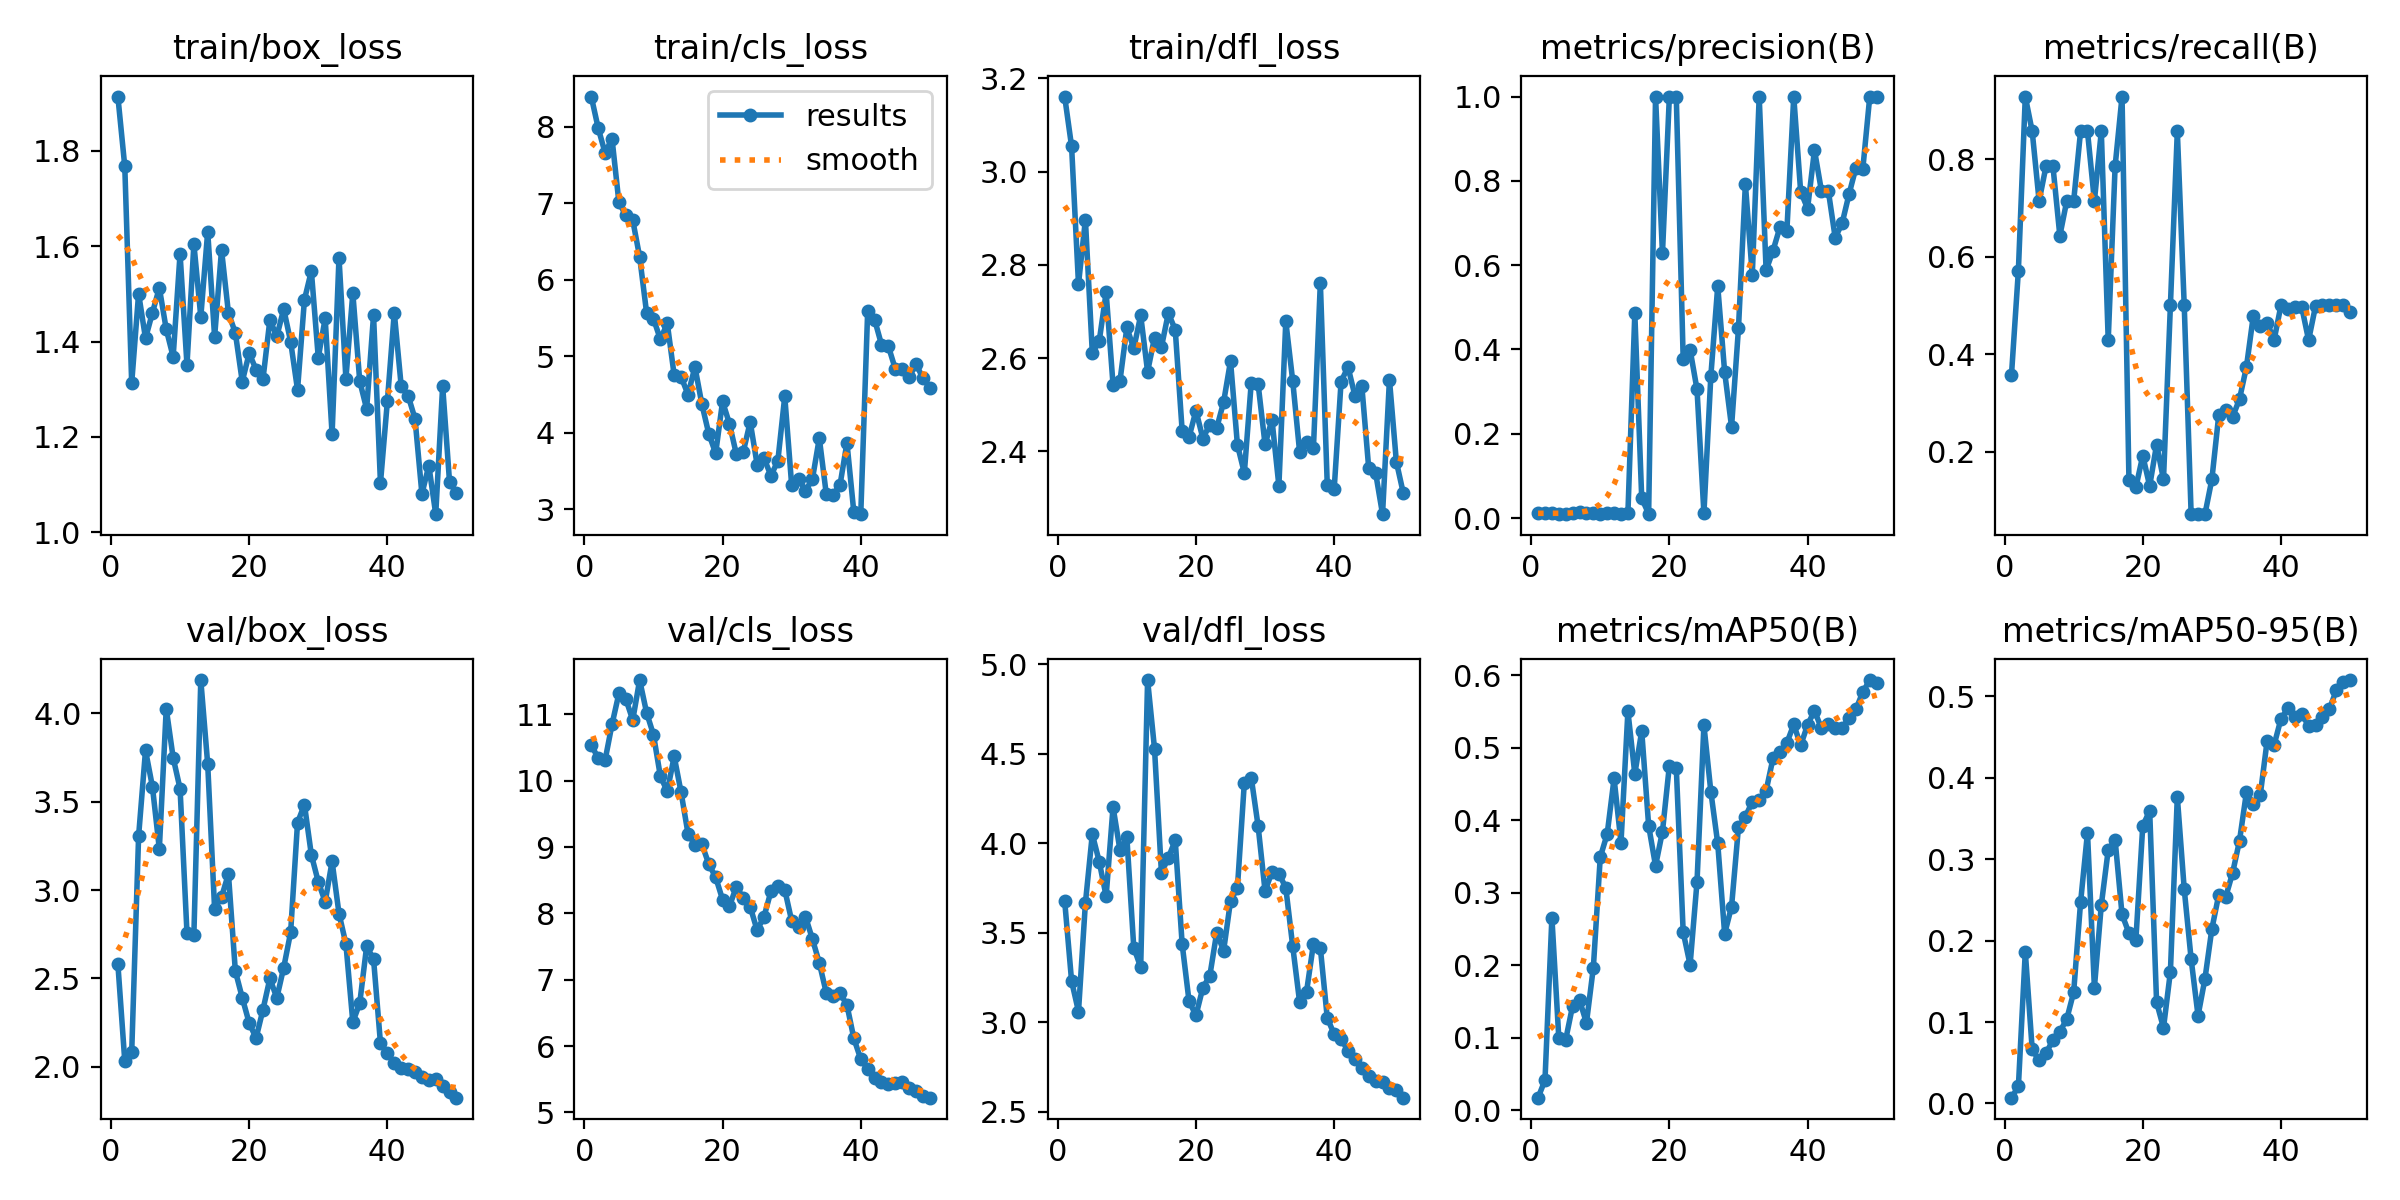 train/box_loss
train/cls_loss
train/dfl_loss
metrics/precision(B)
metrics/recall(B)
1.8
1.6
1.4
1.2
1.0
0 20 40
8
7
6
5
4
3
0 20 40
results
smooth
3.2
3.0
2.8
2.6
2.4
0 20 40
1.0
0.8
0.6
0.4
0.2
0.0
0 20 40
0.8
0.6
0.4
0.2
0 20 40
val/box_loss
val/cls_loss
val/dfl_loss
metrics/mAP50(B)
metrics/mAP50-95(B)
4.0
3.5
3.0
2.5
2.0
0 20 40
11
10
9
8
7
6
5
0 20 40
5.0
4.5
4.0
3.5
3.0
2.5
0 20 40
0.6
0.5
0.4
0.3
0.2
0.1
0.0
0 20 40
0.5
0.4
0.3
0.2
0.1
0.0
0 20 40